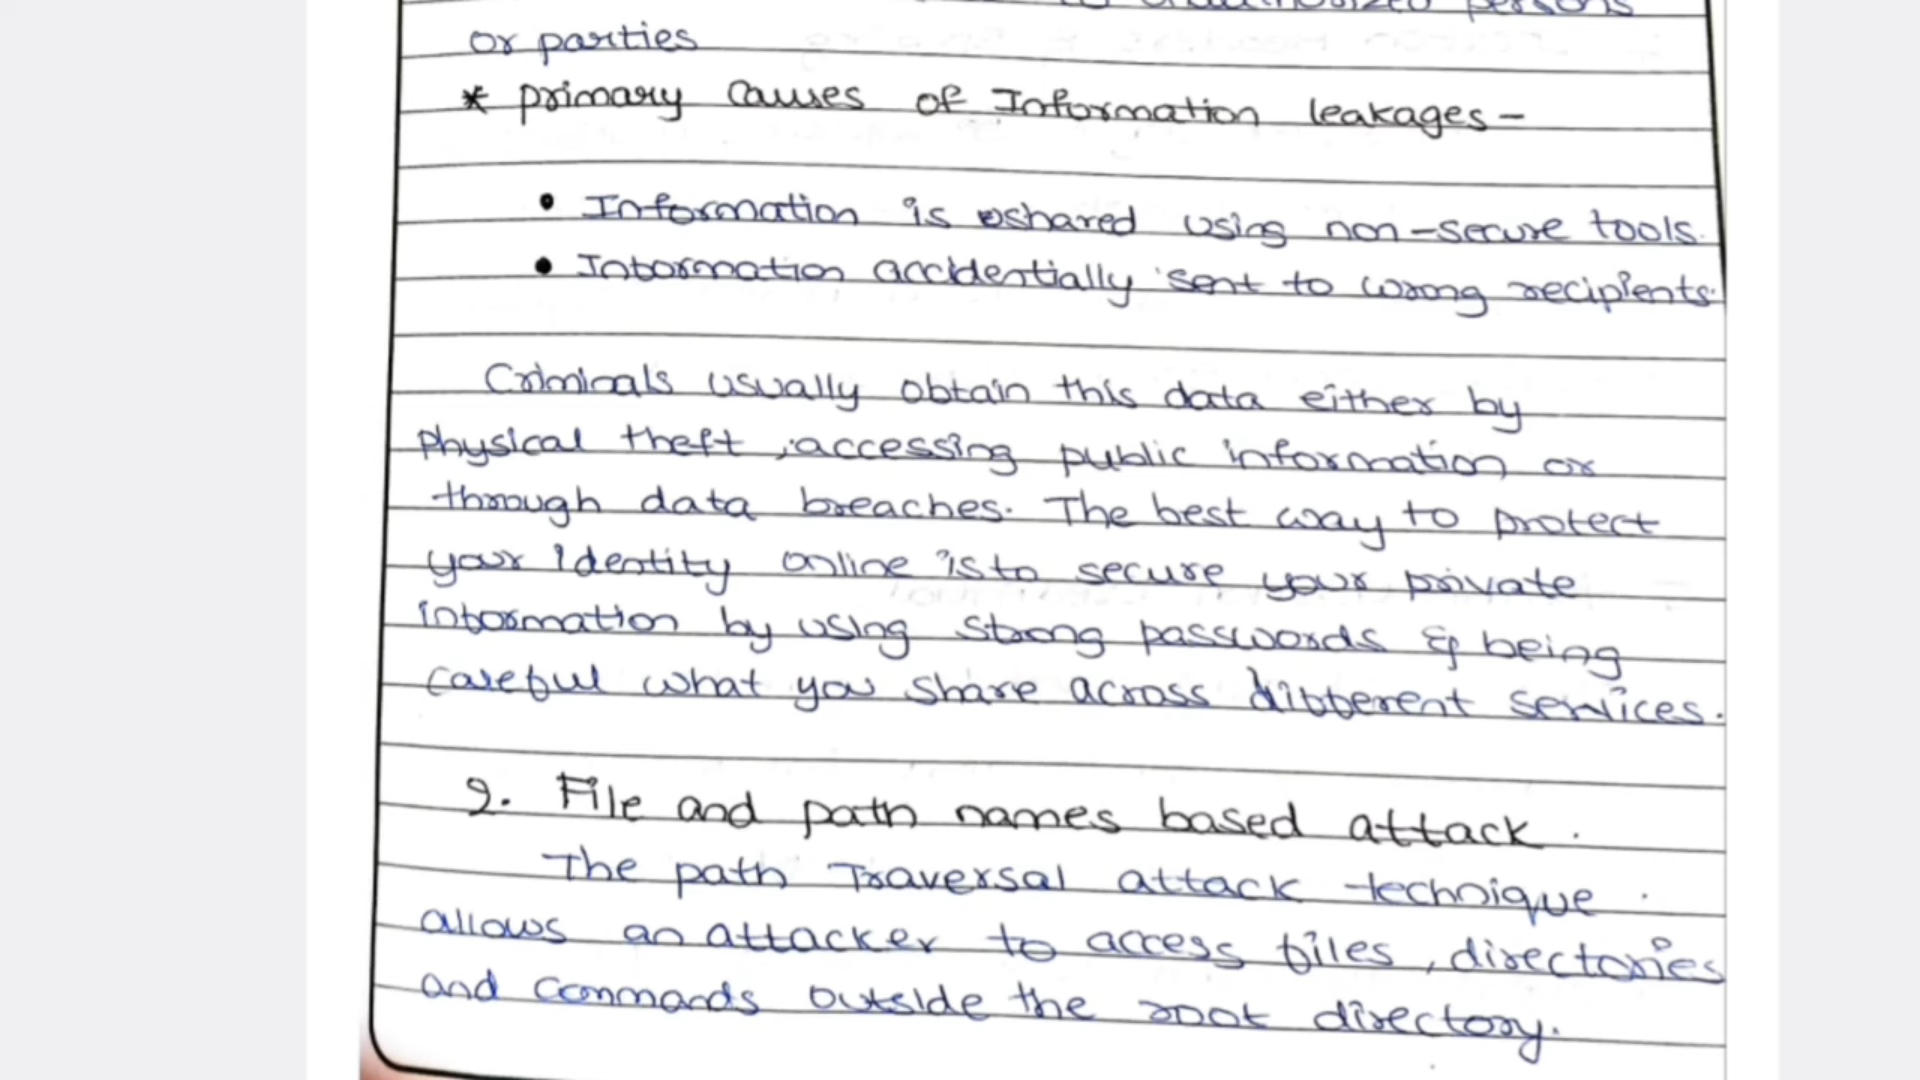 to unauthorized persons
or parties
* primary causes of Information leakages-
• Information is shared using non-secure tools.
• Information accidentially sent to wrong recipients.
Criminals usually obtain this data either by
physical theft, accessing public information or
through data breaches. The best way to protect
your identity online is to secure your private
information by using strong passwords & being
careful what you share across different services.
2. File and path names based attack.
The path Traversal attack technique
allows an attacker to access files, directories
and commands outside the root directory.